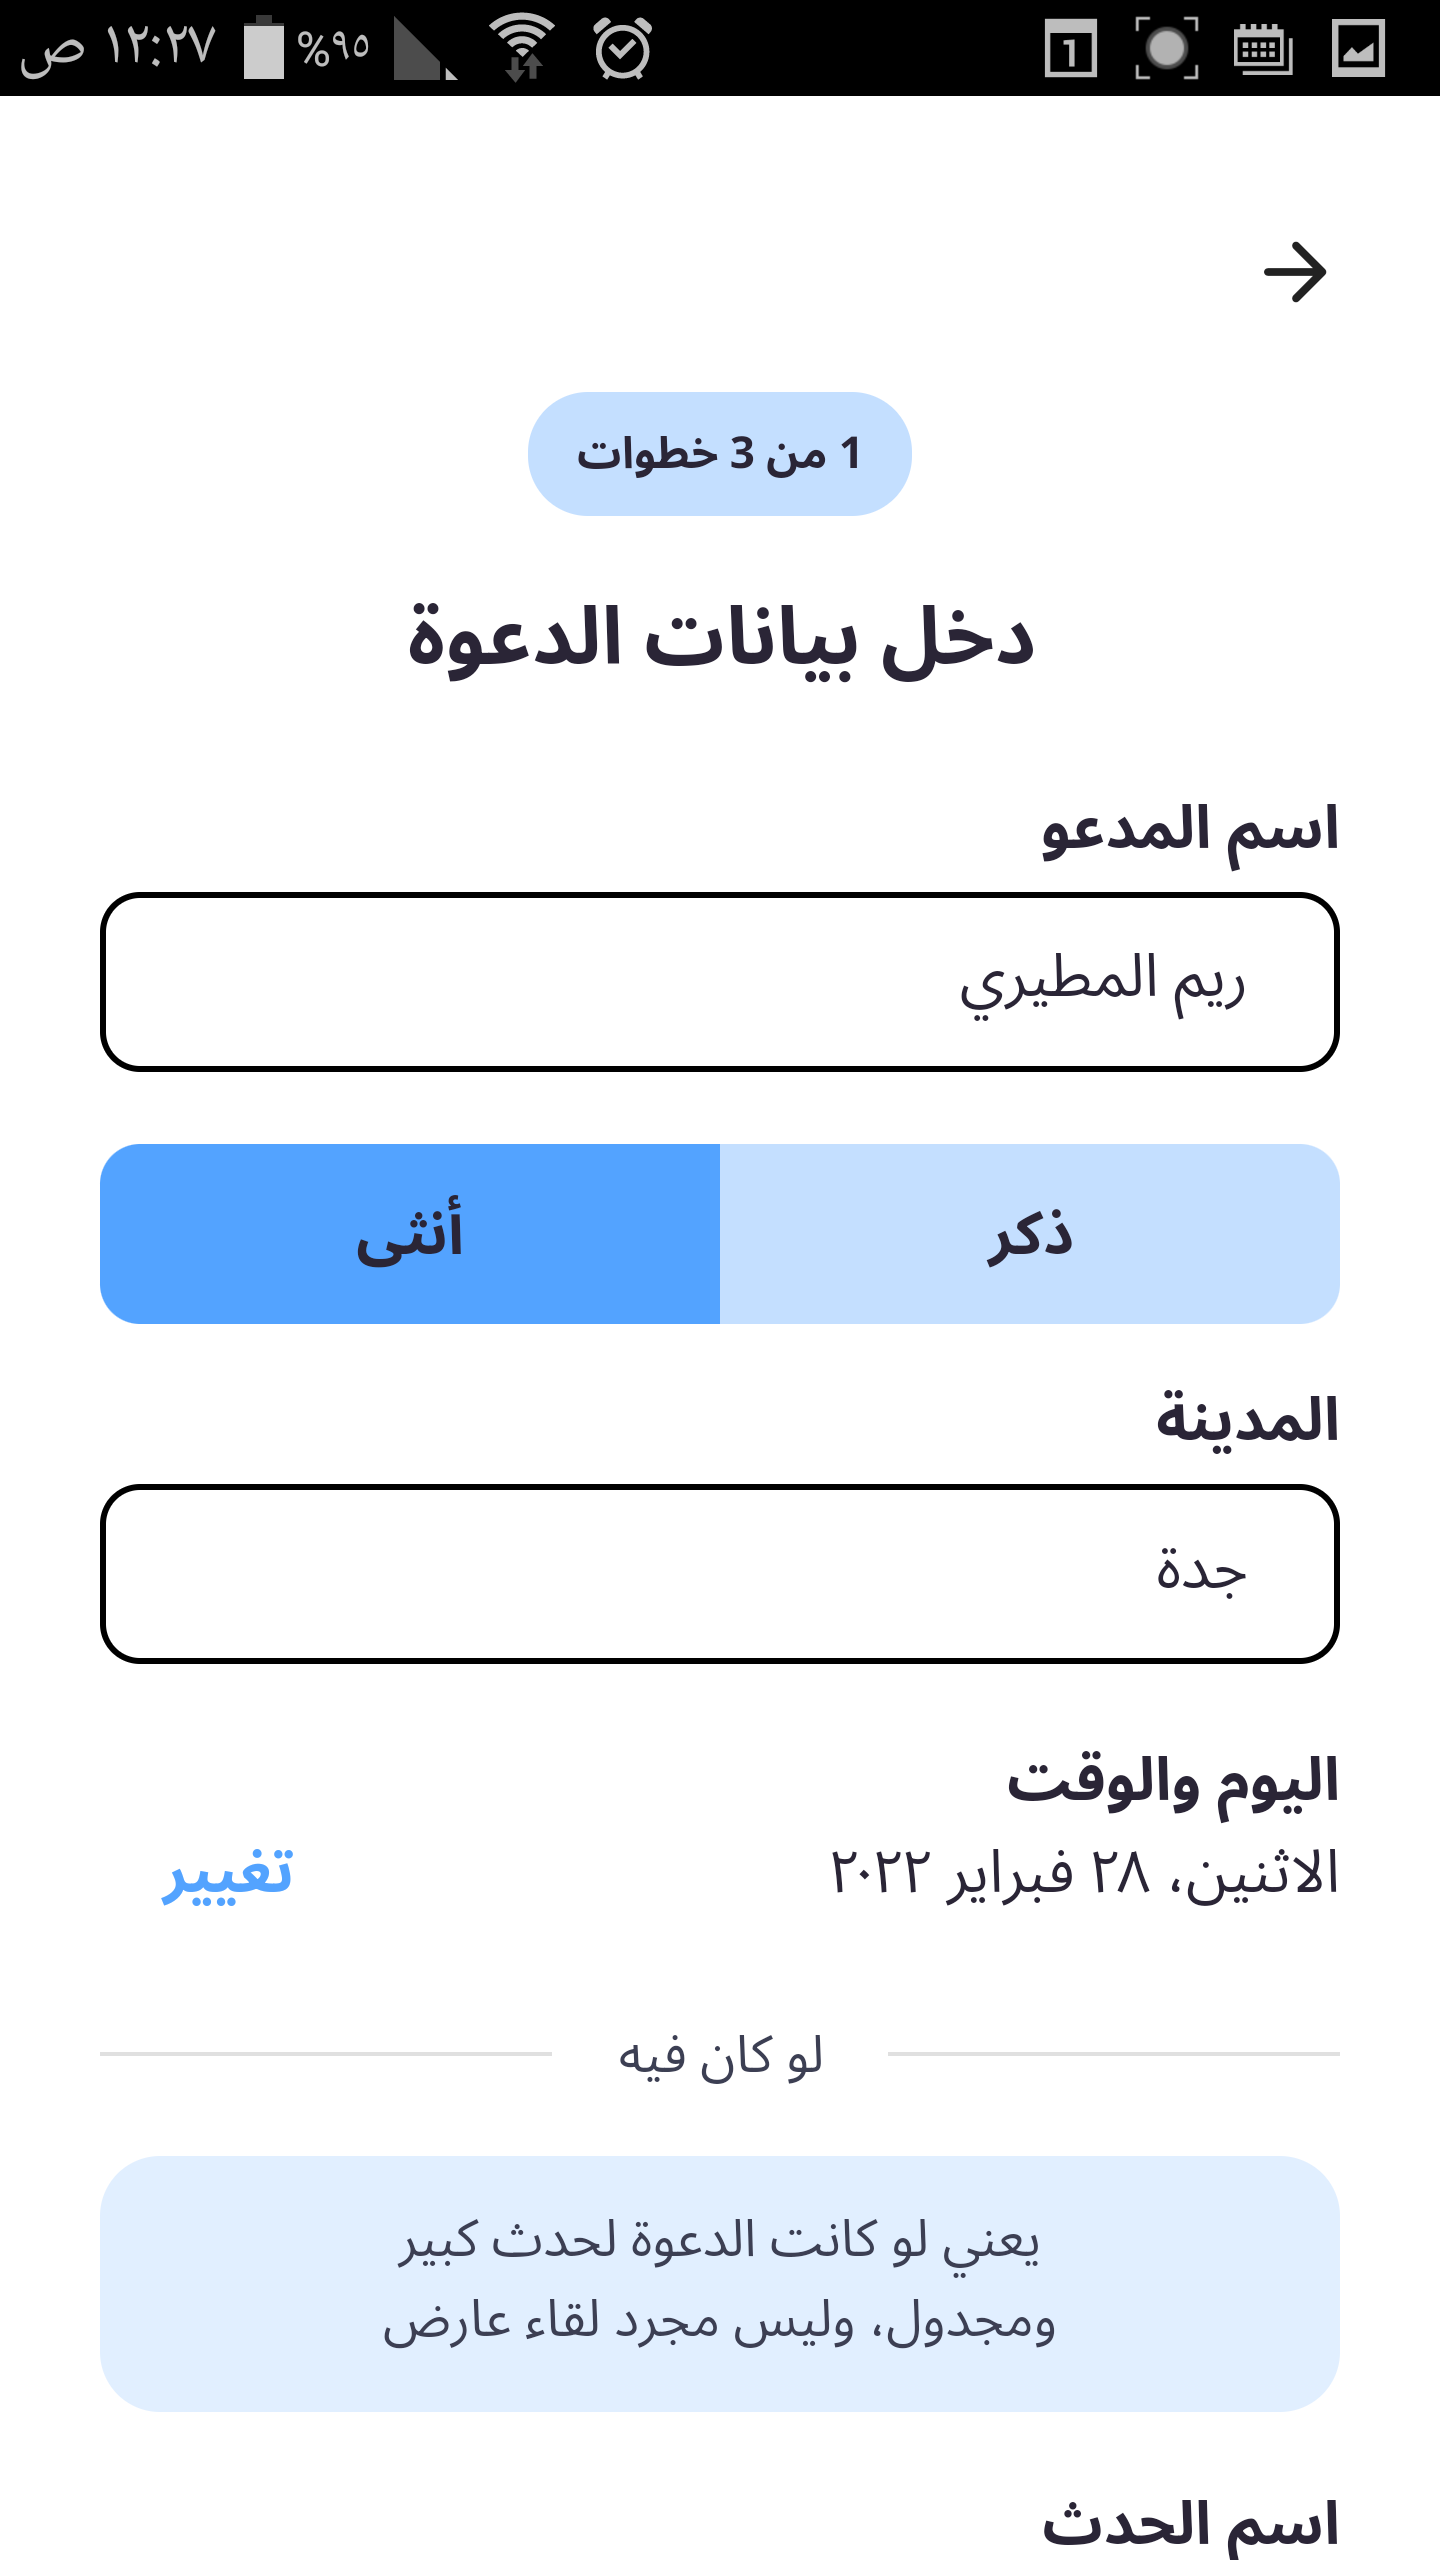 ١٢:٢٧ ص
%٩٥
1
1 من 3 خطوات
دخل بيانات الدعوة
اسم المدعو
ريم المطيري
ذكر
أنثى
المدينة
جدة
اليوم والوقت
الاثنين، ٢٨ فبراير ٢٠٢٢
تغيير
لو كان فيه
يعني لو كانت الدعوة لحدث كبير
ومجدول، وليس مجرد لقاء عارض
اسم الحدث